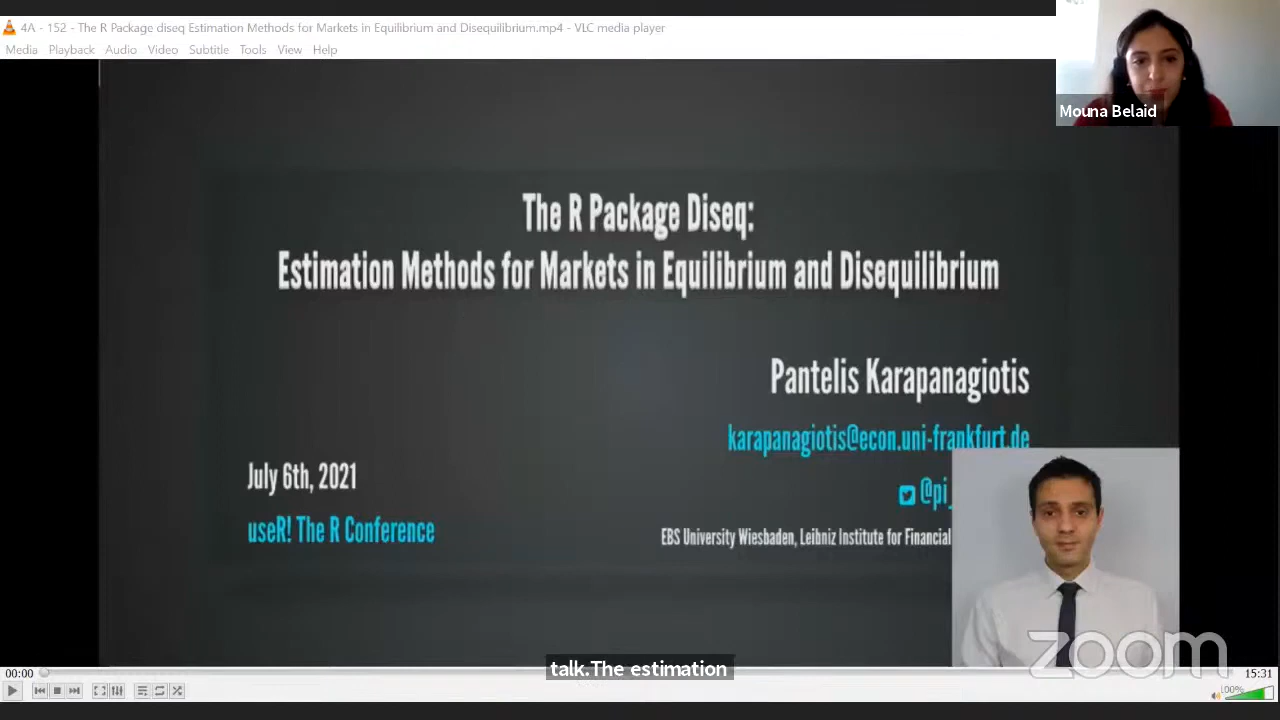 4A - 152 - The R Package diseq Estimation Methods for Markets in Equilibrium and Disequilibrium.mp4 - VLC media player
Media Playback Audio Video Subtitle Tools View Help
Mouna Belaid
The R Package Diseq:
Estimation Methods for Markets in Equilibrium and Disequilibrium
Pantelis Karapanagiotis
karapanagiotis@econ.uni-frankfurt.de
@pi_
July 6th, 2021
useR! The R Conference
EBS University Wiesbaden, Leibniz Institute for Financial
zoom
talk.The estimation
00:00
15:31
100%